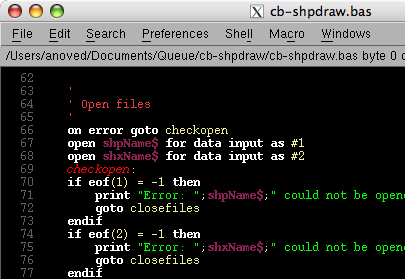 cb-shpdraw.bas
File Edit Search Preferences Shell Macro Windows
/Users/anoved/Documents/Queue/cb-shpdraw/cb-shpdraw.bas byte 0 o
62
63 '
64 ' Open files
65 '
66 on error goto checkopen
67 open shpName$ for data input as #1
68 open shxName$ for data input as #2
69 checkopen:
70 if eof(1) = -1 then
71 print "Error: ";shpName$;" could not be opene
72 goto closefiles
73 endif
74 if eof(2) = -1 then
75 print "Error: ";shxName$;" could not be opene
76 goto closefiles
77 endif